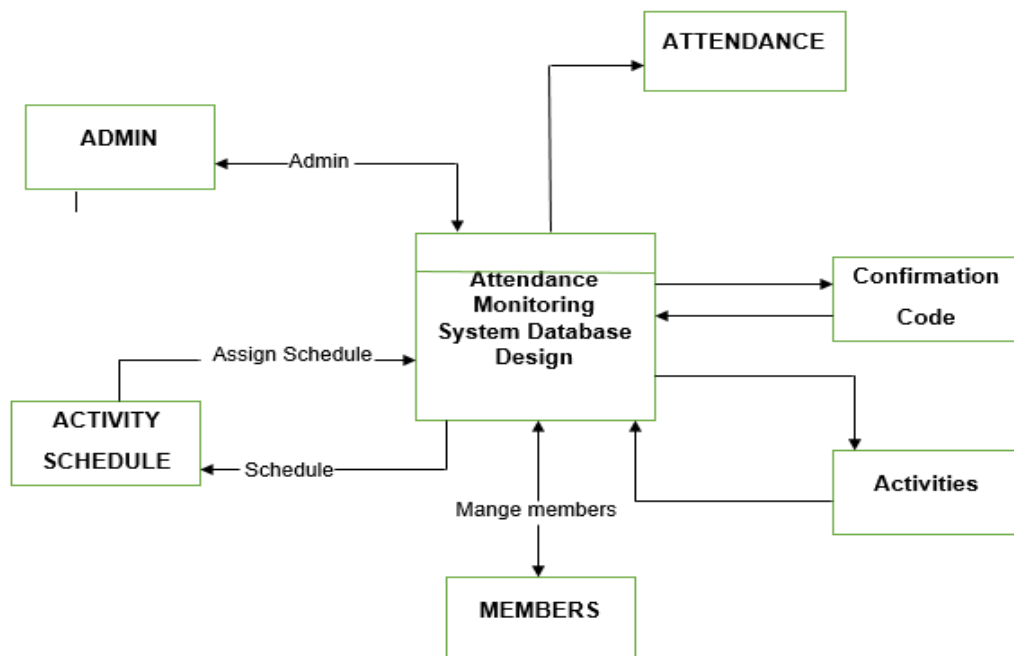 ATTENDANCE
ADMIN
Admin
Attendance
Monitoring
System Database
Design
Confirmation
Code
Assign Schedule
ACTIVITY
SCHEDULE
Schedule
Activities
Mange members
MEMBERS